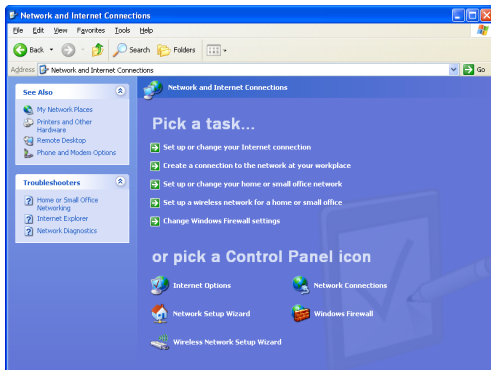 Network and Internet Connections
File Edit View Favorites Tools Help
Back Search Folders
Address Network and Internet Connections Go
See Also
My Network Places
Printers and Other
Hardware
Remote Desktop
Phone and Modem Options
Troubleshooters
Home or Small Office
Networking
Internet Explorer
Network Diagnostics
Network and Internet Connections
Pick a task...
Set up or change your Internet connection
Create a connection to the network at your workplace
Set up or change your home or small office network
Set up a wireless network for a home or small office
Change Windows Firewall settings
or pick a Control Panel icon
Internet Options
Network Connections
Network Setup Wizard
Windows Firewall
Wireless Network Setup Wizard